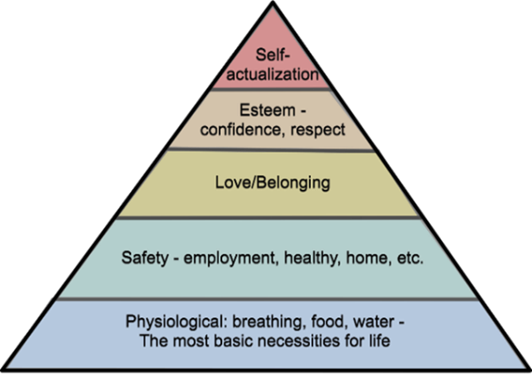 Self-
actualization
Esteem -
confidence, respect
Love/Belonging
Safety - employment, healthy, home, etc.
Physiological: breathing, food, water -
The most basic necessities for life